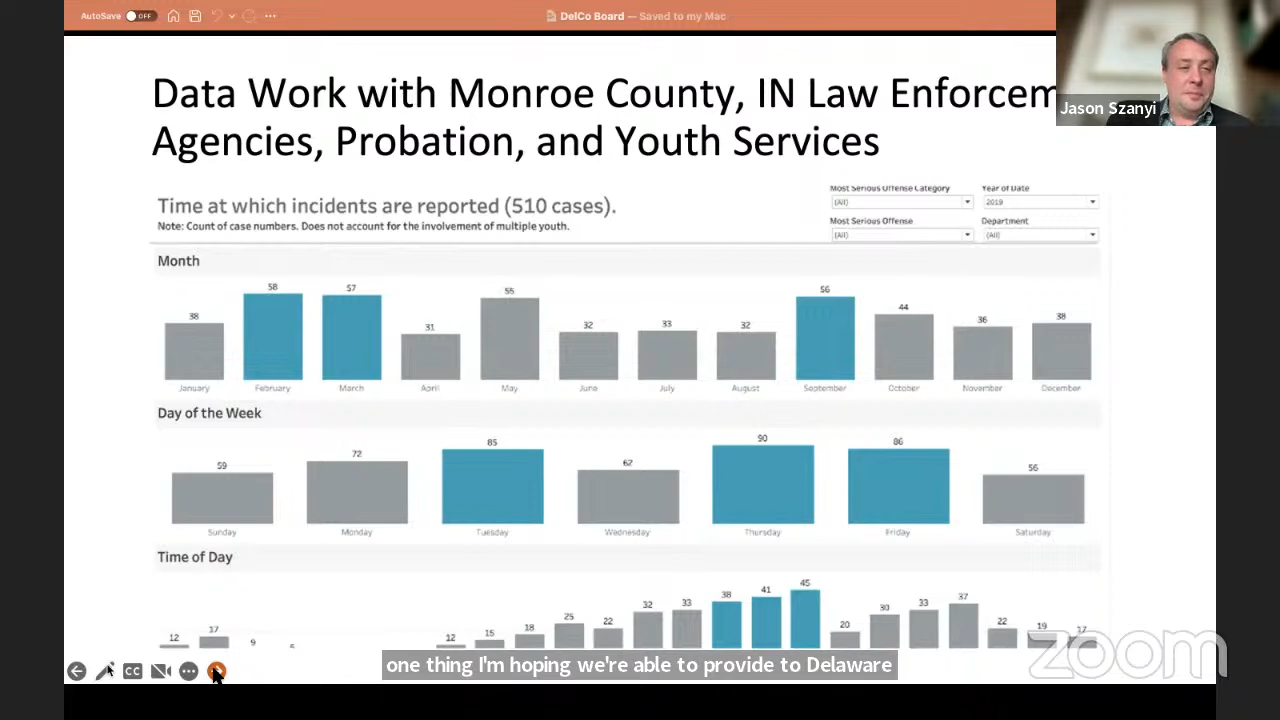 AutoSave OFF
DelCo Board — Saved to my Mac
Jason Szanyi
Data Work with Monroe County, IN Law Enforcem
Agencies, Probation, and Youth Services
Time at which incidents are reported (510 cases).
Note: Count of case numbers. Does not account for the involvement of multiple youth.
Most Serious Offense Category Year of Date
(All) 2019
Most Serious Offense Department
(All) (All)
Month
38 58 57 31 55 32 33 32 56 44 36 38
January February March April May June July August September October November December
Day of the Week
59 72 85 62 90 86 56
Sunday Monday Tuesday Wednesday Thursday Friday Saturday
Time of Day
12 17 9 12 15 18 25 22 32 33 38 41 45 20 30 33 37 22 19 17
zoom
CC
one thing I'm hoping we're able to provide to Delaware